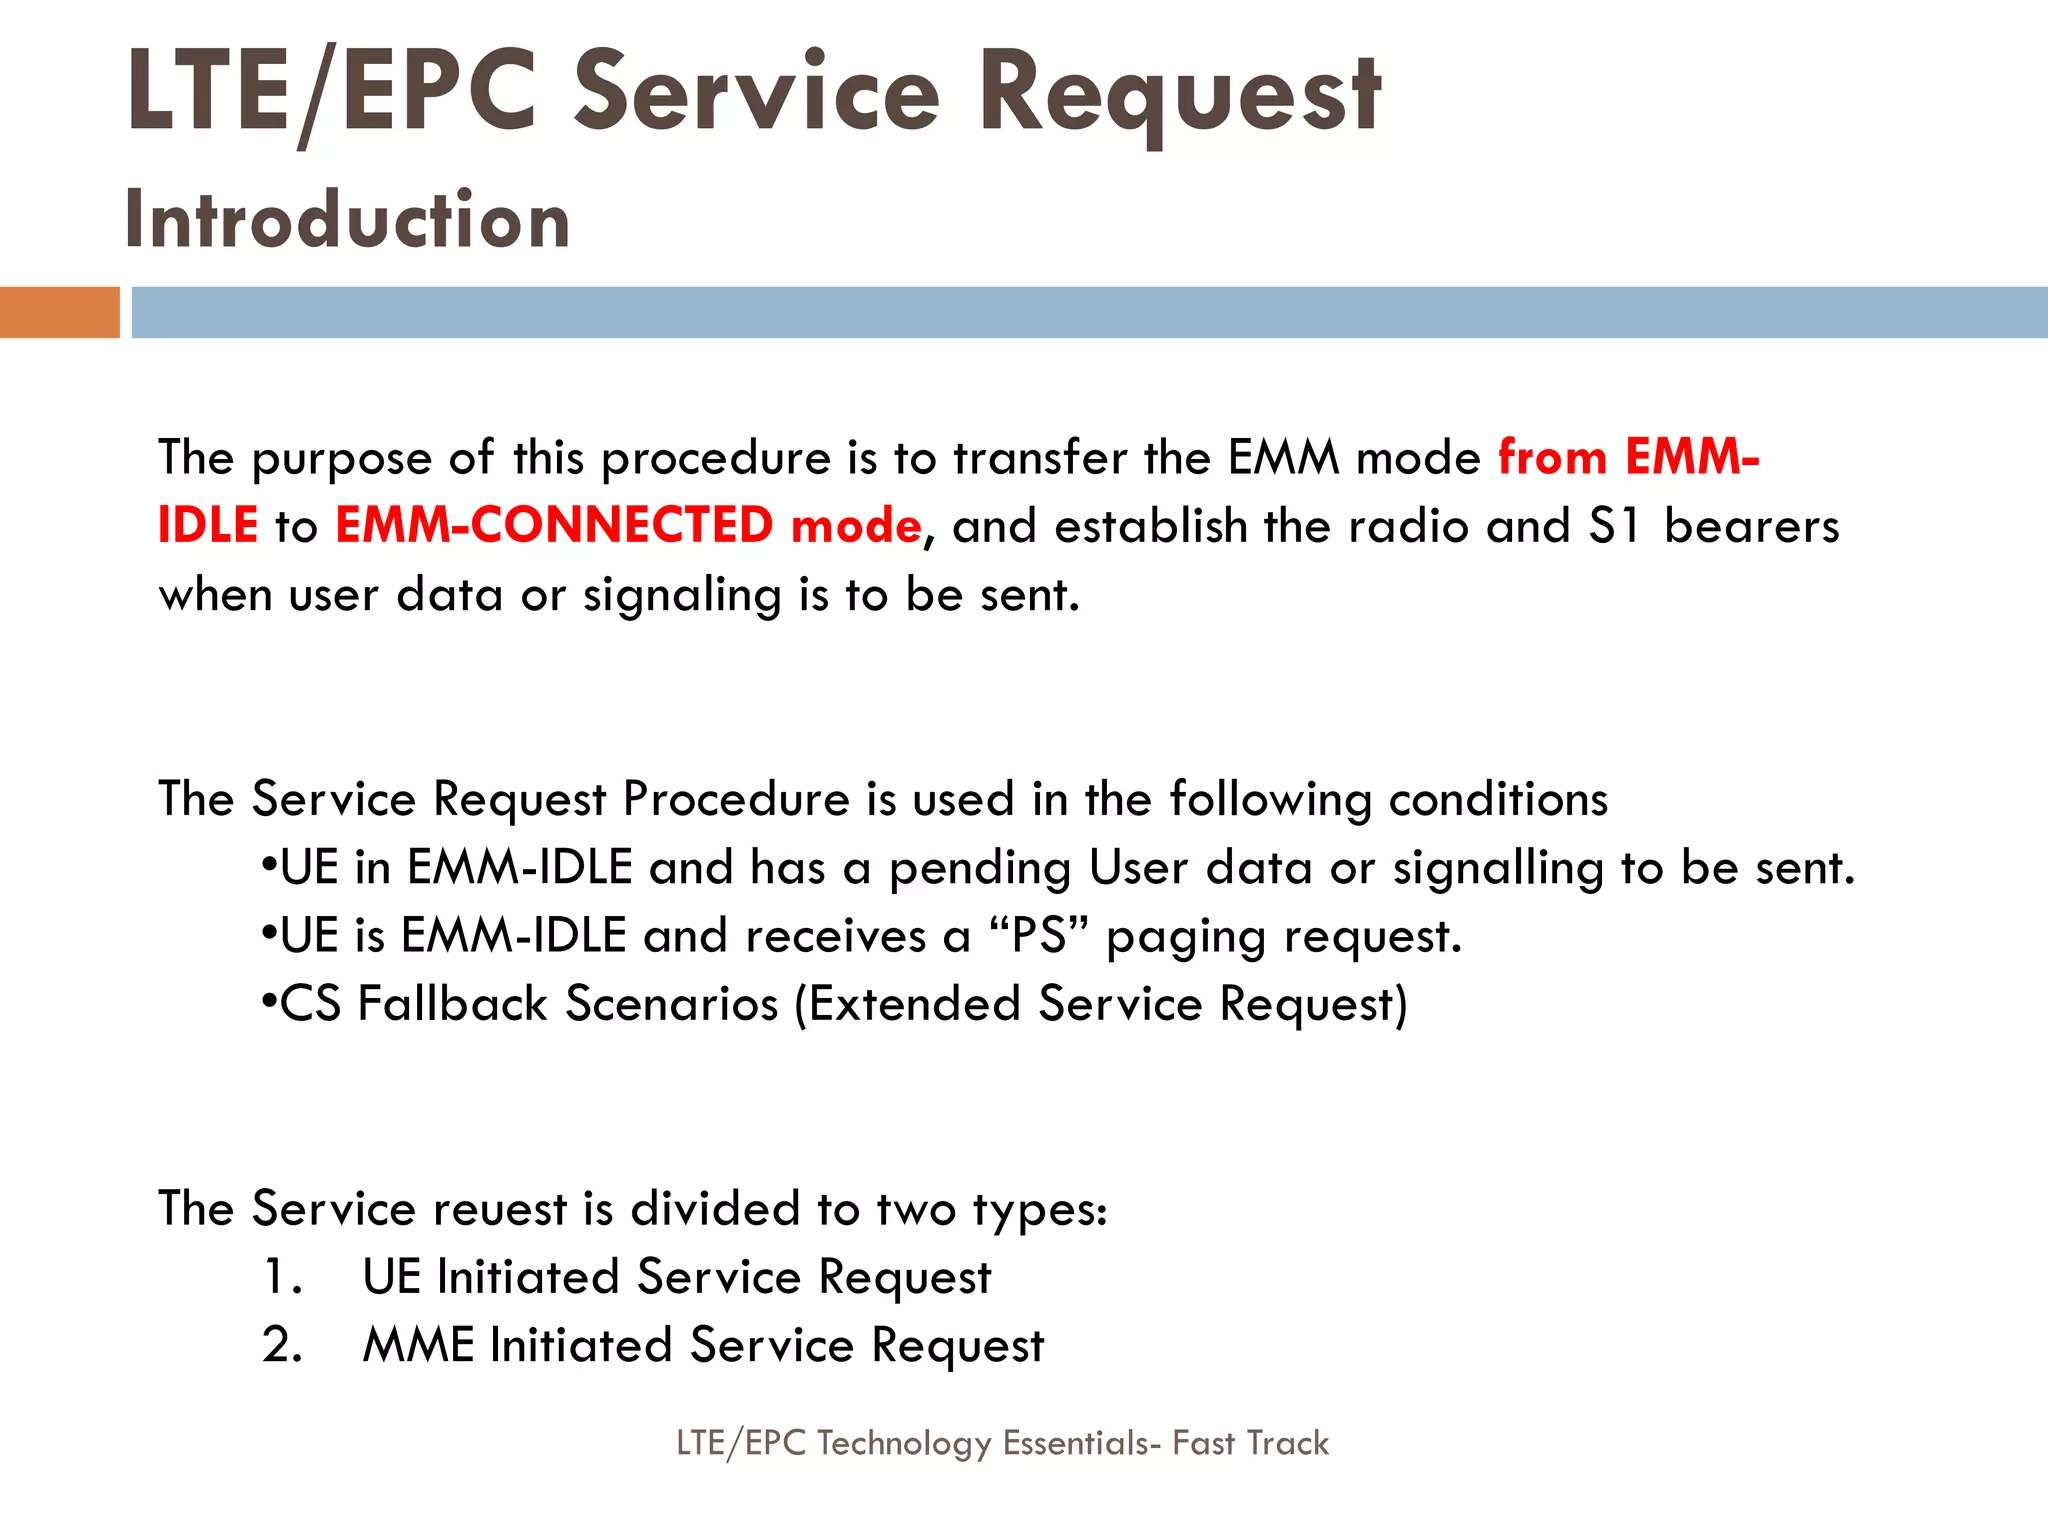 LTE/EPC Service Request
Introduction
The purpose of this procedure is to transfer the EMM mode from EMM-
IDLE to EMM-CONNECTED mode, and establish the radio and S1 bearers
when user data or signaling is to be sent.
The Service Request Procedure is used in the following conditions
•UE in EMM-IDLE and has a pending User data or signalling to be sent.
•UE is EMM-IDLE and receives a “PS” paging request.
•CS Fallback Scenarios (Extended Service Request)
The Service reuest is divided to two types:
1. UE Initiated Service Request
2. MME Initiated Service Request
LTE/EPC Technology Essentials- Fast Track